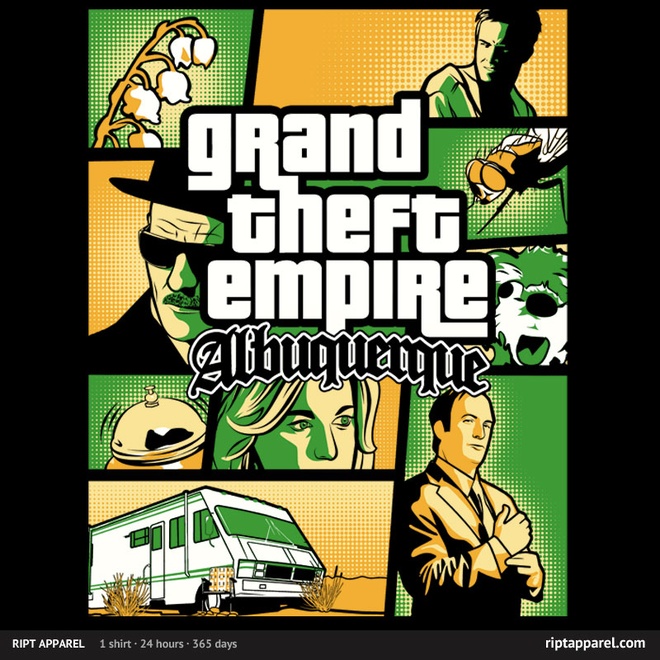 grand
theft
empire
Albuquerque
RIPT APPAREL 1 shirt · 24 hours · 365 days riptapparel.com